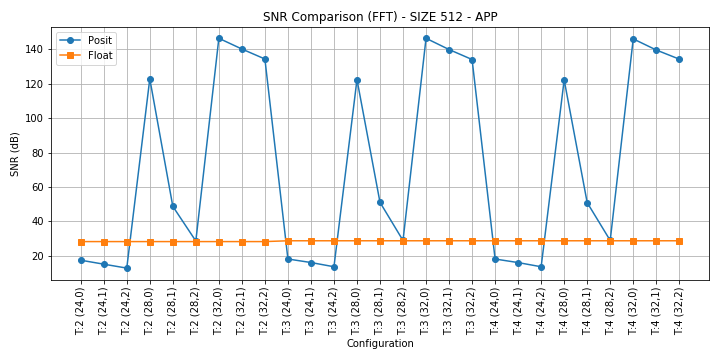 SNR Comparison (FFT) - SIZE 512 - APP
Posit
Float
SNR (dB)
140
120
100
80
60
40
20
T:2 (24,0)
T:2 (24,1)
T:2 (24,2)
T:2 (28,0)
T:2 (28,1)
T:2 (28,2)
T:2 (32,0)
T:2 (32,1)
T:2 (32,2)
T:3 (24,0)
T:3 (24,1)
T:3 (24,2)
T:3 (28,0)
T:3 (28,1)
T:3 (28,2)
T:3 (32,0)
T:3 (32,1)
T:3 (32,2)
T:4 (24,0)
T:4 (24,1)
T:4 (24,2)
T:4 (28,0)
T:4 (28,1)
T:4 (28,2)
T:4 (32,0)
T:4 (32,1)
T:4 (32,2)
Configuration